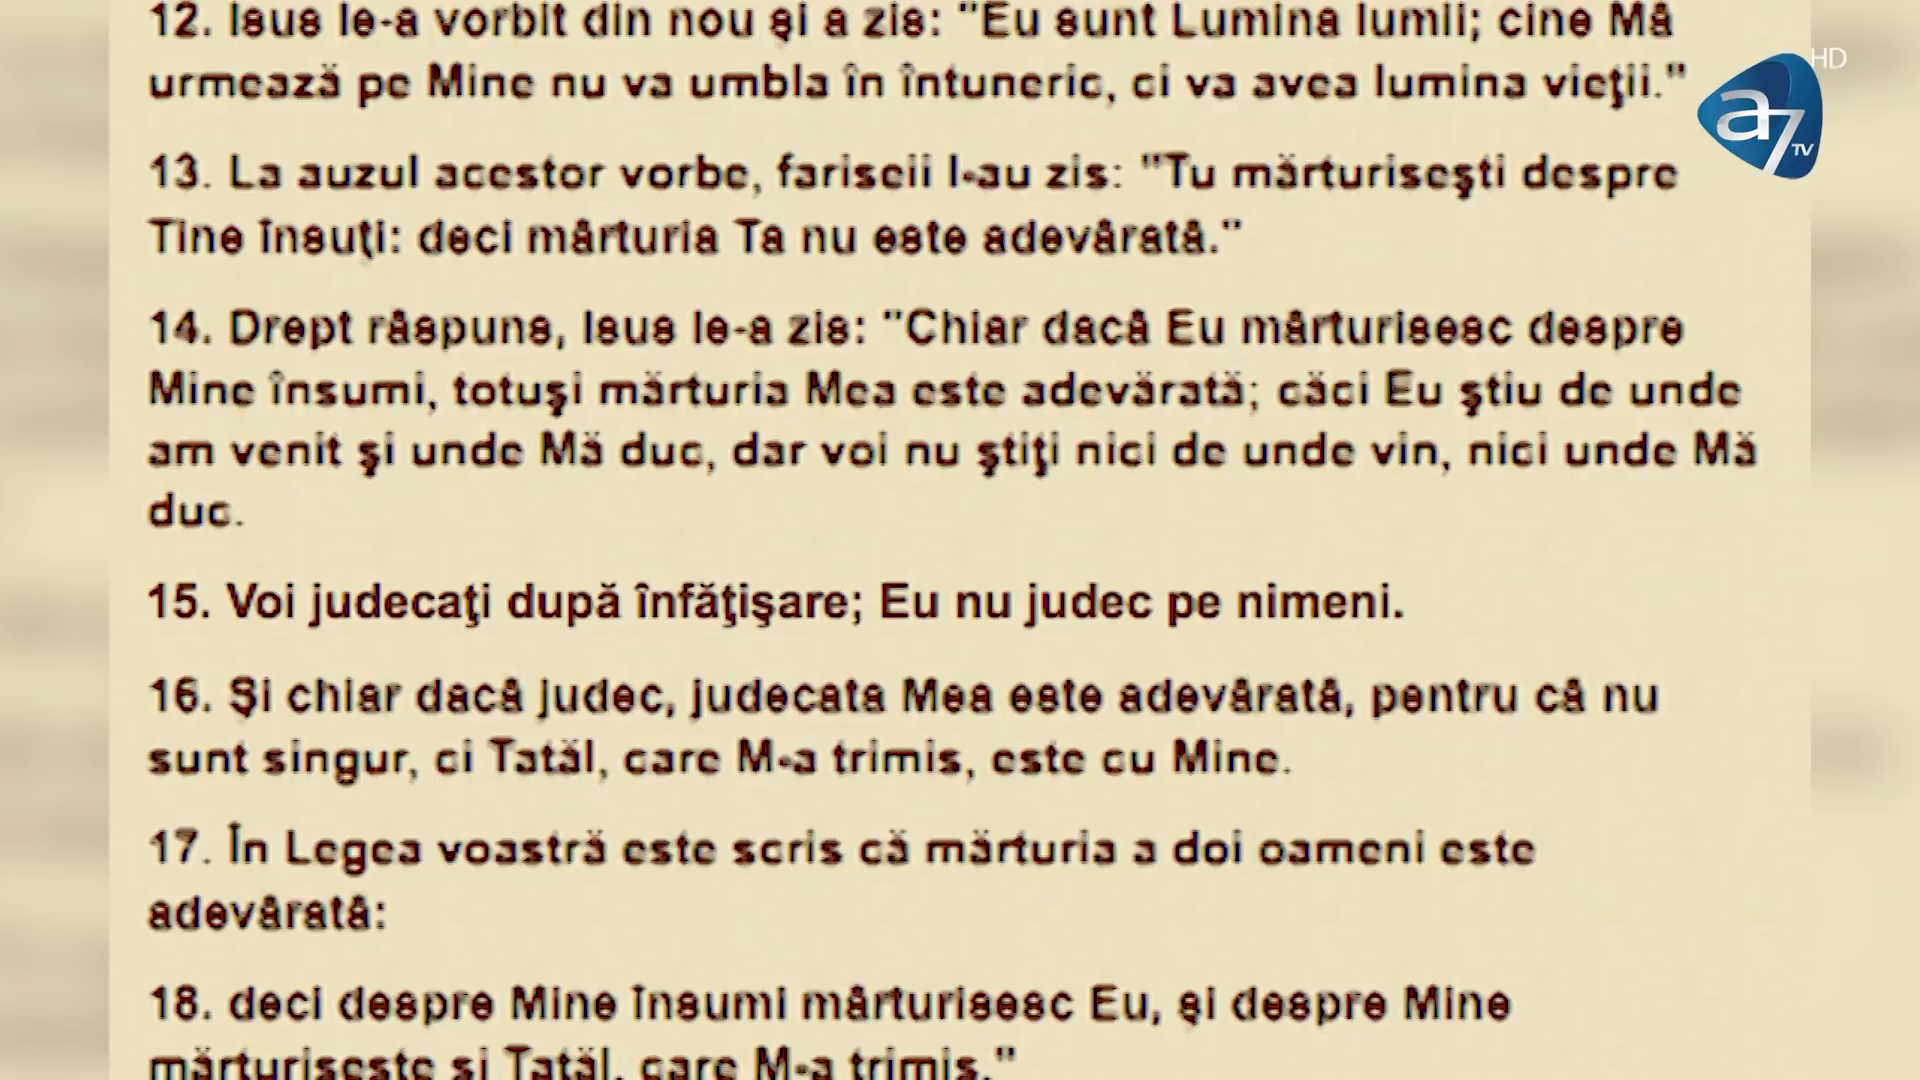 12. Isus le-a vorbit din nou şi a zis: "Eu sunt Lumina lumii; cine Mă
urmează pe Mine nu va umbla în întuneric, ci va avea lumina vieţii."
HD
a7 TV
13. La auzul acestor vorbe, fariseii I-au zis: "Tu mărturiseşti despre
Tine însuţi: deci mărturia Ta nu este adevărată."
14. Drept răspuns, Isus le-a zis: "Chiar dacă Eu mărturisesc despre
Mine însumi, totuşi mărturia Mea este adevărată; căci Eu ştiu de unde
am venit şi unde Mă duc, dar voi nu ştiţi nici de unde vin, nici unde Mă
duc.
15. Voi judecaţi după înfăţişare; Eu nu judec pe nimeni.
16. Şi chiar dacă judec, judecata Mea este adevărată, pentru că nu
sunt singur, ci Tatăl, care M-a trimis, este cu Mine.
17. În Legea voastră este scris că mărturia a doi oameni este
adevărată:
18. deci despre Mine însumi mărturisesc Eu, şi despre Mine
mărturiseşte şi Tatăl, care M-a trimis."